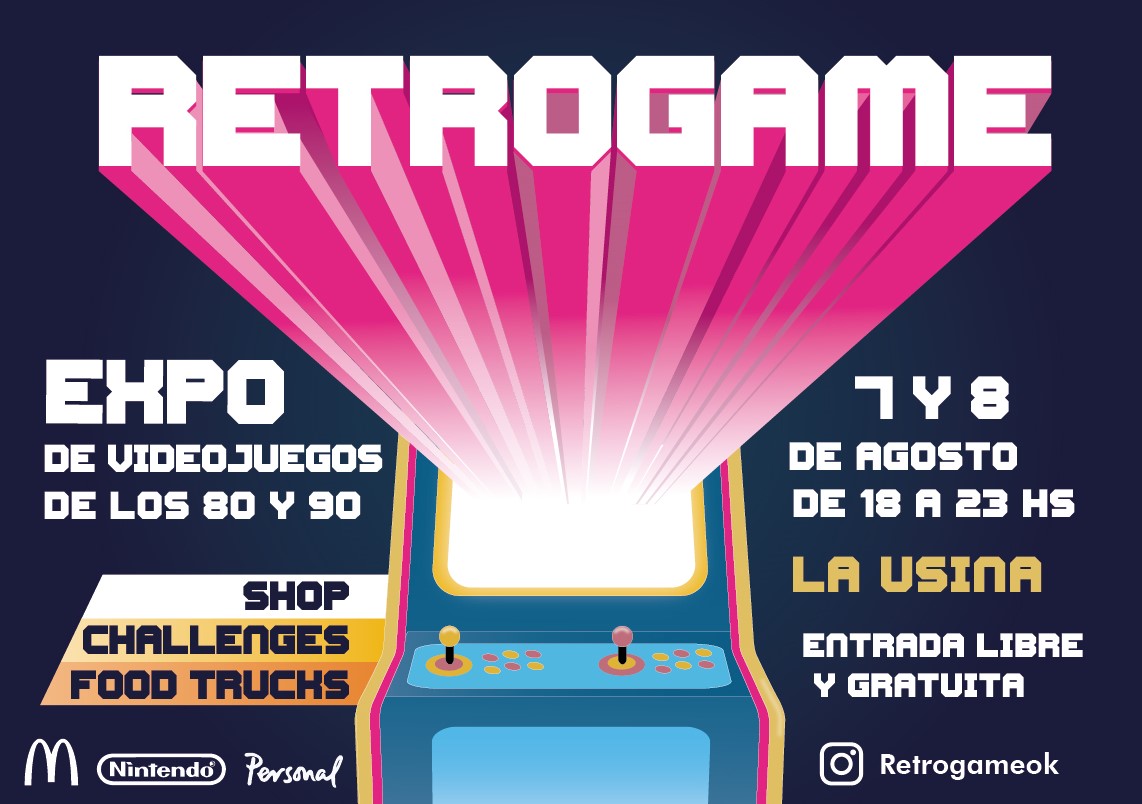 RETROGAME
EXPO
DE VIDEOJUEGOS
DE LOS 80 Y 90
SHOP
CHALLENGES
FOOD TRUCKS
7 Y 8
DE AGOSTO
DE 18 A 23 HS
LA USINA
ENTRADA LIBRE
Y GRATUITA
M
Nintendo
Personal
Retrogameok